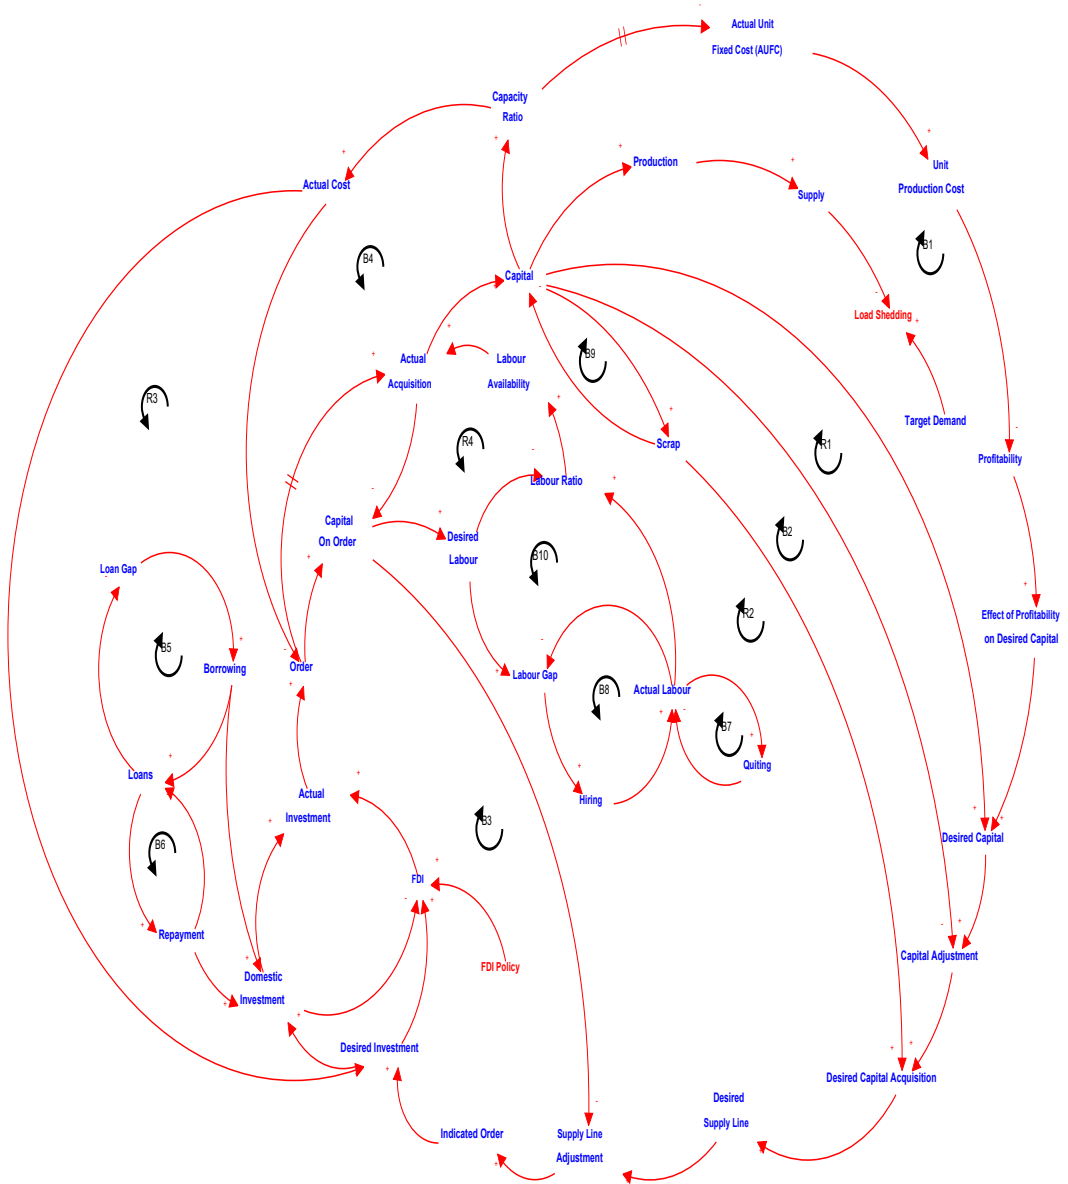 Actual Unit
Fixed Cost (AUFC)
Capacity
Ratio
Production
Unit
Production Cost
Actual Cost
Supply
B1
B4
Capital
Load Shedding
Actual
Acquisition
Labour
Availability
B9
R3
Target Demand
R4
Scrap
R1
Profitability
Labour Ratio
Capital
On Order
Desired
Labour
B2
B10
Loan Gap
R2
Effect of Profitability
on Desired Capital
B5
Borrowing
Order
Labour Gap
B8
Actual Labour
B7
Loans
Quiting
Actual
Investment
Hiring
B3
B6
Desired Capital
FDI
Repayment
Capital Adjustment
FDI Policy
Domestic
Investment
Desired Investment
Desired Capital Acquisition
Desired
Supply Line
Indicated Order
Supply Line
Adjustment